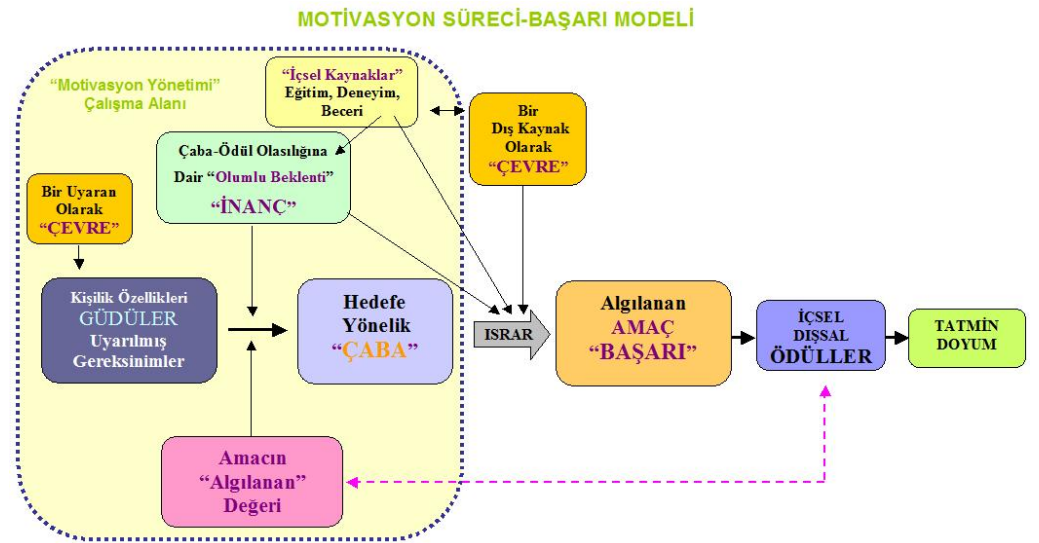 MOTİVASYON SÜRECİ-BAŞARI MODELİ
“Motivasyon Yönetimi”
Çalışma Alanı
“İçsel Kaynaklar”
Eğitim, Deneyim,
Beceri
Bir
Dış Kaynak
Olarak
“ÇEVRE”
Çaba-Ödül Olasılığına
Dair “Olumlu Beklenti”
“İNANÇ”
Bir Uyaran
Olarak
“ÇEVRE”
Kişilik Özellikleri
GÜDÜLER
Uyarılmış
Gereksinimler
Hedefe
Yönelik
“ÇABA”
ISRAR
Algılanan
AMAÇ
“BAŞARI”
İÇSEL
DIŞSAL
ÖDÜLLER
TATMİN
DOYUM
Amacın
“Algılanan”
Değeri